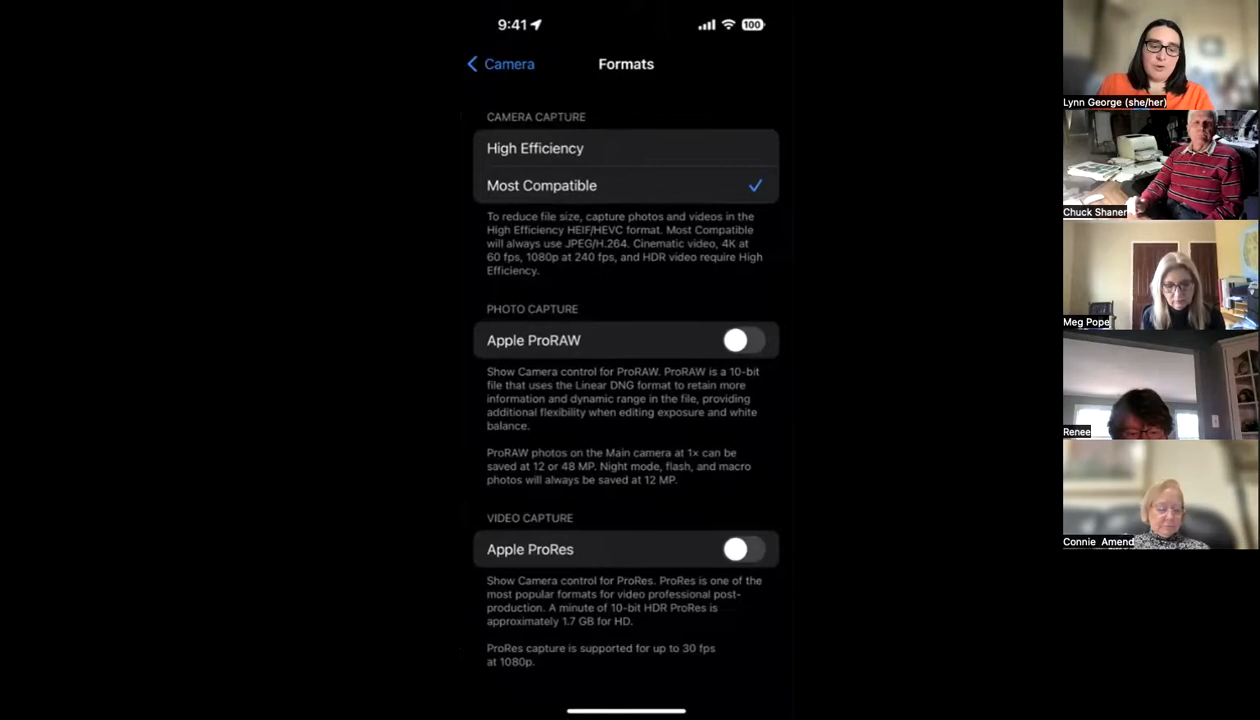 9:41
100
Camera
Formats
CAMERA CAPTURE
High Efficiency
Most Compatible
To reduce file size, capture photos and videos in the
High Efficiency HEIF/HEVC format. Most Compatible
will always use JPEG/H.264. Cinematic video, 4K at
60 fps, 1080p at 240 fps, and HDR video require High
Efficiency.
PHOTO CAPTURE
Apple ProRAW
Show Camera control for ProRAW. ProRAW is a 10-bit
file that uses the Linear DNG format to retain more
information and dynamic range in the file, providing
additional flexibility when editing exposure and white
balance.
ProRAW photos on the Main camera at 1× can be
saved at 12 or 48 MP. Night mode, flash, and macro
photos will always be saved at 12 MP.
VIDEO CAPTURE
Apple ProRes
Show Camera control for ProRes. ProRes is one of the
most popular formats for video professional post-
production. A minute of 10-bit HDR ProRes is
approximately 1.7 GB for HD.
ProRes capture is supported for up to 30 fps
at 1080p.
Lynn George (she/her)
Chuck Shaner
Meg Pope
Renee
Connie Amend